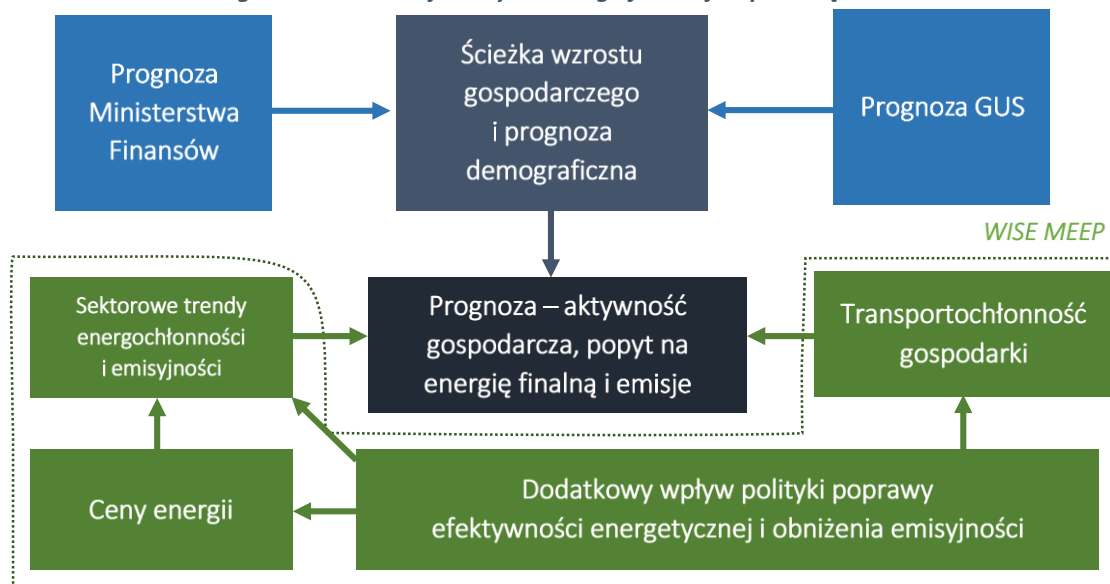 Prognoza
Ministerstwa
Finansów
Ścieżka wzrostu
gospodarczego
i prognoza
demograficzna
Prognoza GUS
WISE MEEP
Sektorowe trendy
energochłonności
i emisyjności
Prognoza – aktywność
gospodarcza, popyt na
energię finalną i emisje
Transportochłonność
gospodarki
Ceny energii
Dodatkowy wpływ polityki poprawy
efektywności energetycznej i obniżenia emisyjności